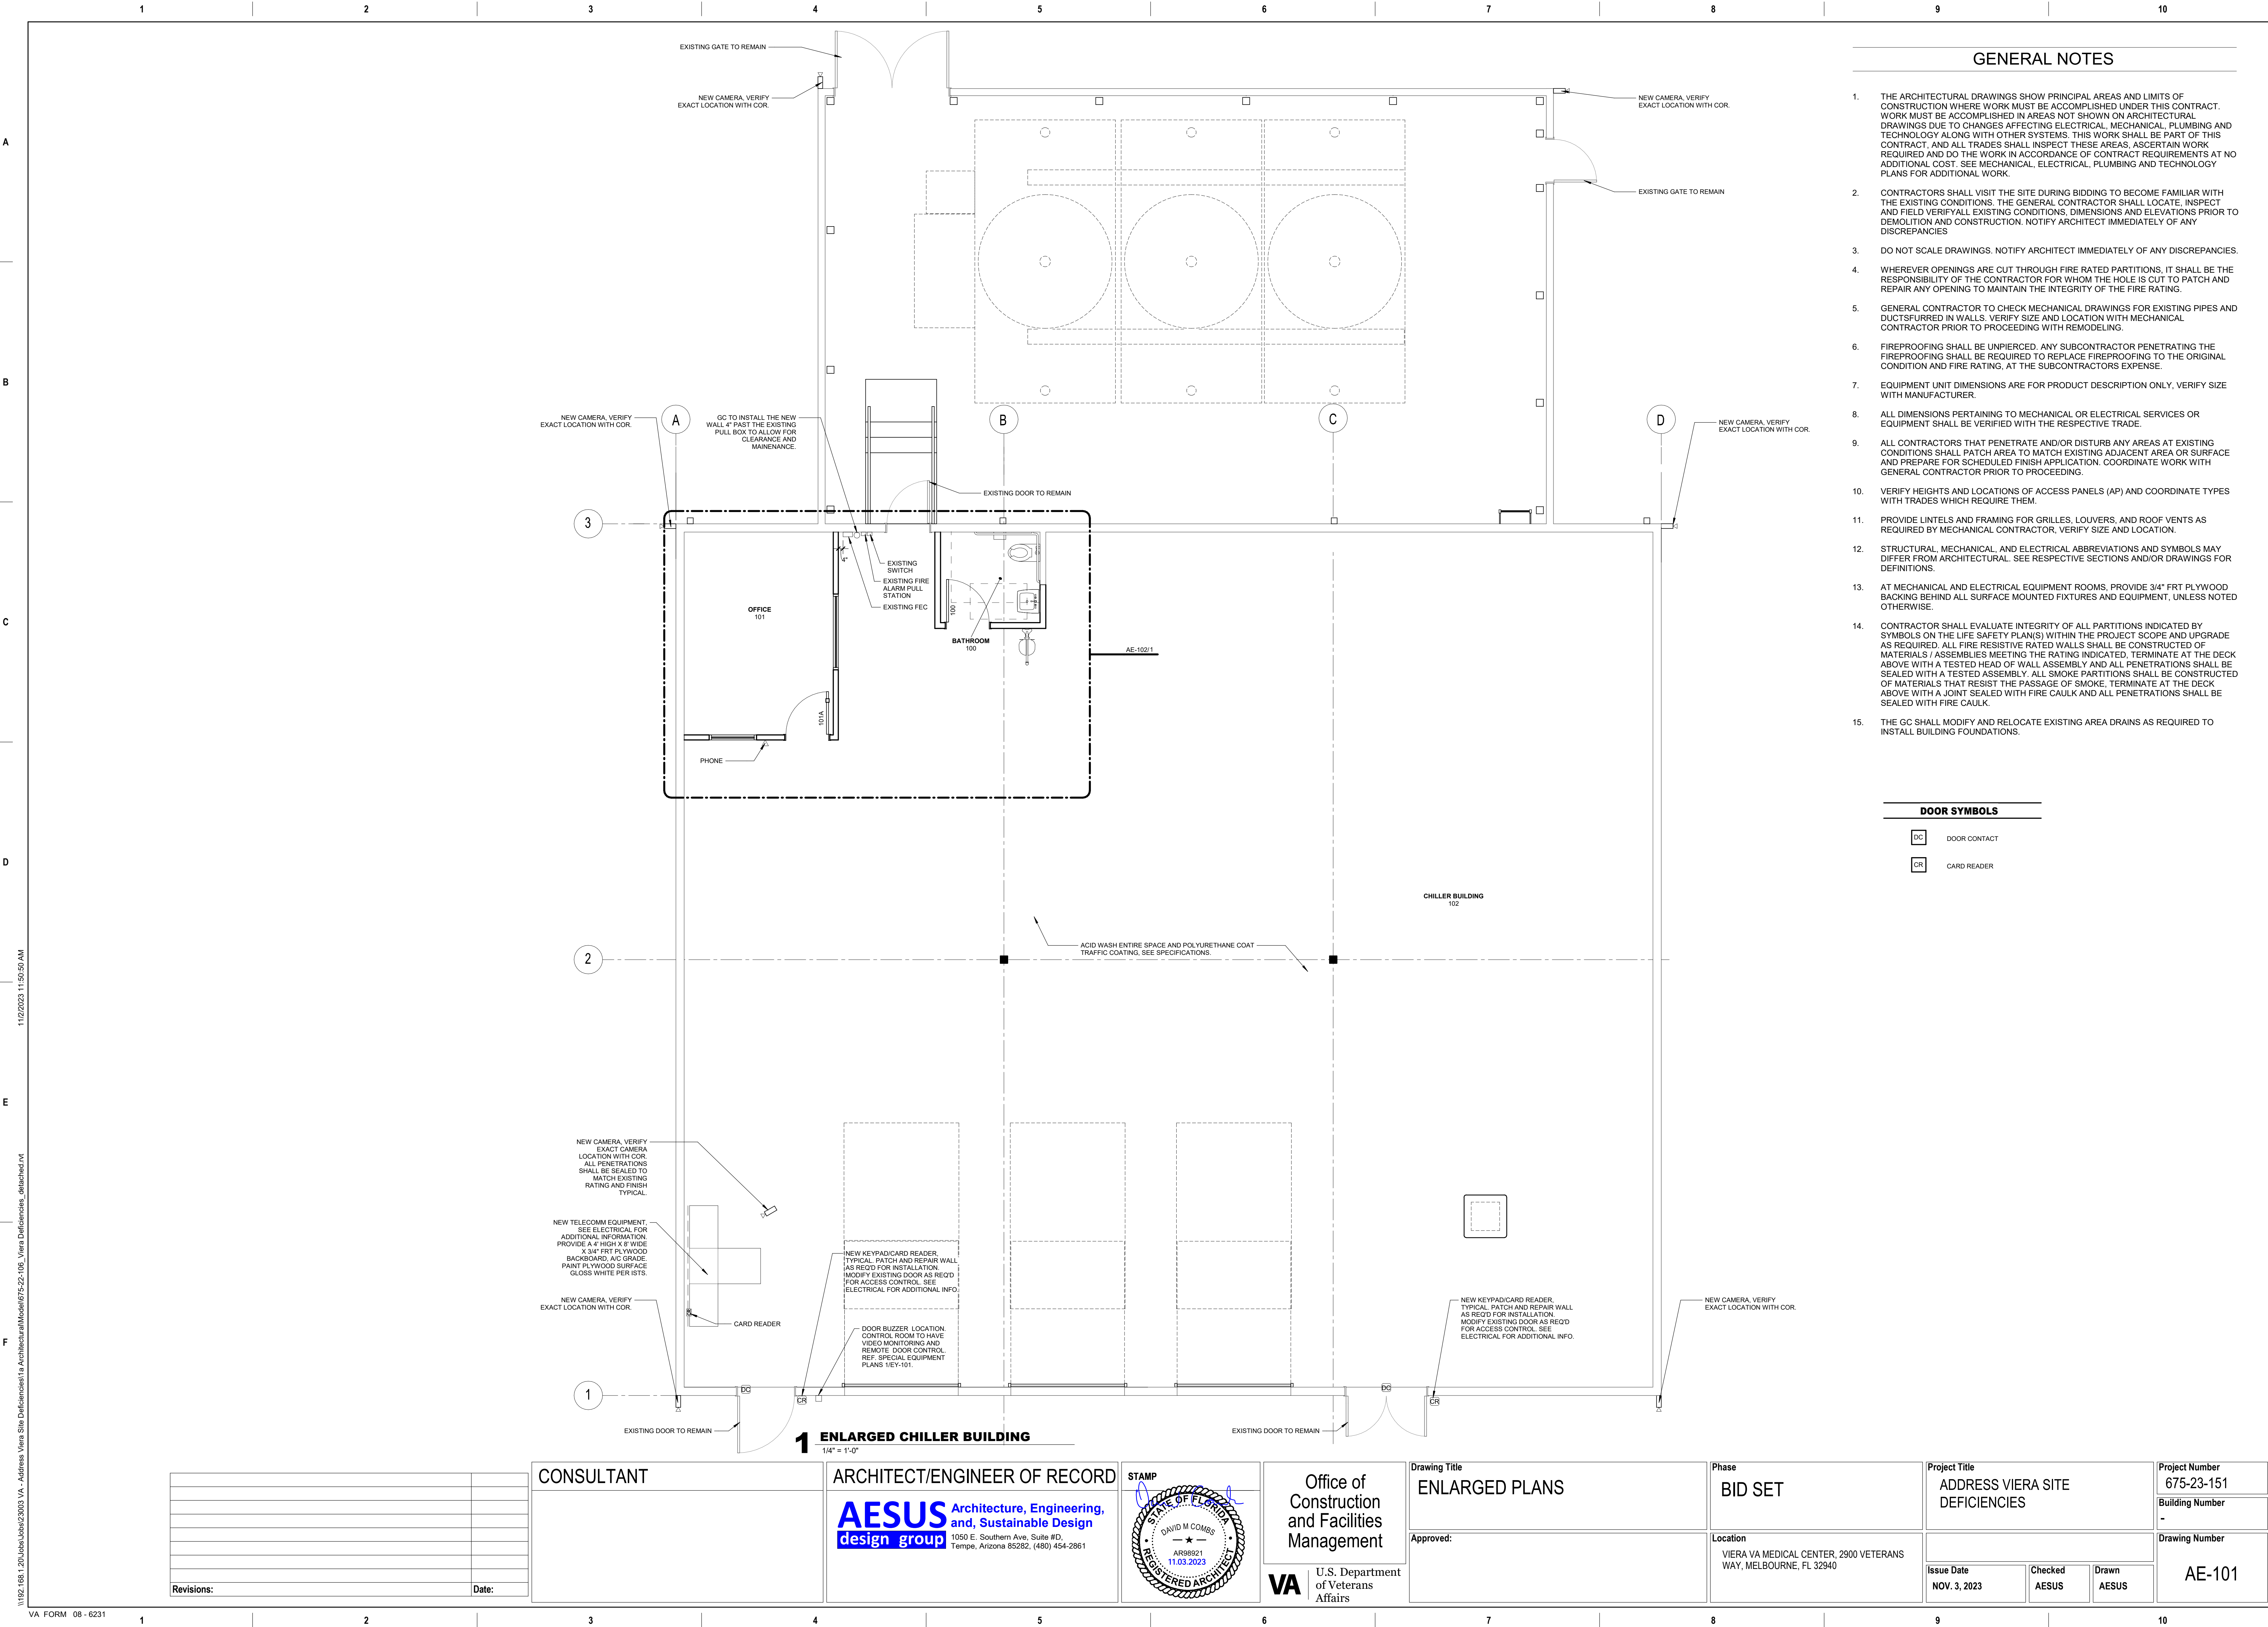 1 2 3 4 5 6 7 8 9 10
A
B
C
D
E
F
EXISTING GATE TO REMAIN
NEW CAMERA, VERIFY
EXACT LOCATION WITH COR.
NEW CAMERA, VERIFY
EXACT LOCATION WITH COR.
EXISTING GATE TO REMAIN
NEW CAMERA, VERIFY
EXACT LOCATION WITH COR.
GC TO INSTALL THE NEW
WALL 4" PAST THE EXISTING
PULL BOX TO ALLOW FOR
CLEARANCE AND
MAINENANCE.
A
B
C
D
NEW CAMERA, VERIFY
EXACT LOCATION WITH COR.
EXISTING DOOR TO REMAIN
3
4"
EXISTING
SWITCH
EXISTING FIRE
ALARM PULL
STATION
EXISTING FEC
OFFICE
101
100
BATHROOM
100
AE-102/1
101A
PHONE
CHILLER BUILDING
102
ACID WASH ENTIRE SPACE AND POLYURETHANE COAT
TRAFFIC COATING, SEE SPECIFICATIONS.
2
NEW CAMERA, VERIFY
EXACT CAMERA
LOCATION WITH COR.
ALL PENETRATIONS
SHALL BE SEALED TO
MATCH EXISTING
RATING AND FINISH
TYPICAL.
NEW TELECOMM EQUIPMENT,
SEE ELECTRICAL FOR
ADDITIONAL INFORMATION.
PROVIDE A 4' HIGH X 8' WIDE
X 3/4" FRT PLYWOOD
BACKBOARD, A/C GRADE.
PAINT PLYWOOD SURFACE
GLOSS WHITE PER ISTS.
NEW CAMERA, VERIFY
EXACT LOCATION WITH COR.
CARD READER
NEW KEYPAD/CARD READER,
TYPICAL. PATCH AND REPAIR WALL
AS REQ'D FOR INSTALLATION.
MODIFY EXISTING DOOR AS REQ'D
FOR ACCESS CONTROL. SEE
ELECTRICAL FOR ADDITIONAL INFO.
DOOR BUZZER LOCATION.
CONTROL ROOM TO HAVE
VIDEO MONITORING AND
REMOTE DOOR CONTROL.
REF. SPECIAL EQUIPMENT
PLANS 1/EY-101.
NEW KEYPAD/CARD READER,
TYPICAL. PATCH AND REPAIR WALL
AS REQ'D FOR INSTALLATION.
MODIFY EXISTING DOOR AS REQ'D
FOR ACCESS CONTROL. SEE
ELECTRICAL FOR ADDITIONAL INFO.
NEW CAMERA, VERIFY
EXACT LOCATION WITH COR.
1
DC
CR
DC
CR
EXISTING DOOR TO REMAIN
EXISTING DOOR TO REMAIN
1 ENLARGED CHILLER BUILDING
1/4" = 1'-0"
GENERAL NOTES
1. THE ARCHITECTURAL DRAWINGS SHOW PRINCIPAL AREAS AND LIMITS OF
CONSTRUCTION WHERE WORK MUST BE ACCOMPLISHED UNDER THIS CONTRACT.
WORK MUST BE ACCOMPLISHED IN AREAS NOT SHOWN ON ARCHITECTURAL
DRAWINGS DUE TO CHANGES AFFECTING ELECTRICAL, MECHANICAL, PLUMBING AND
TECHNOLOGY ALONG WITH OTHER SYSTEMS. THIS WORK SHALL BE PART OF THIS
CONTRACT, AND ALL TRADES SHALL INSPECT THESE AREAS, ASCERTAIN WORK
REQUIRED AND DO THE WORK IN ACCORDANCE OF CONTRACT REQUIREMENTS AT NO
ADDITIONAL COST. SEE MECHANICAL, ELECTRICAL, PLUMBING AND TECHNOLOGY
PLANS FOR ADDITIONAL WORK.
2. CONTRACTORS SHALL VISIT THE SITE DURING BIDDING TO BECOME FAMILIAR WITH
THE EXISTING CONDITIONS. THE GENERAL CONTRACTOR SHALL LOCATE, INSPECT
AND FIELD VERIFYALL EXISTING CONDITIONS, DIMENSIONS AND ELEVATIONS PRIOR TO
DEMOLITION AND CONSTRUCTION. NOTIFY ARCHITECT IMMEDIATELY OF ANY
DISCREPANCIES
3. DO NOT SCALE DRAWINGS. NOTIFY ARCHITECT IMMEDIATELY OF ANY DISCREPANCIES.
4. WHEREVER OPENINGS ARE CUT THROUGH FIRE RATED PARTITIONS, IT SHALL BE THE
RESPONSIBILITY OF THE CONTRACTOR FOR WHOM THE HOLE IS CUT TO PATCH AND
REPAIR ANY OPENING TO MAINTAIN THE INTEGRITY OF THE FIRE RATING.
5. GENERAL CONTRACTOR TO CHECK MECHANICAL DRAWINGS FOR EXISTING PIPES AND
DUCTSFURRED IN WALLS. VERIFY SIZE AND LOCATION WITH MECHANICAL
CONTRACTOR PRIOR TO PROCEEDING WITH REMODELING.
6. FIREPROOFING SHALL BE UNPIERCED. ANY SUBCONTRACTOR PENETRATING THE
FIREPROOFING SHALL BE REQUIRED TO REPLACE FIREPROOFING TO THE ORIGINAL
CONDITION AND FIRE RATING, AT THE SUBCONTRACTORS EXPENSE.
7. EQUIPMENT UNIT DIMENSIONS ARE FOR PRODUCT DESCRIPTION ONLY, VERIFY SIZE
WITH MANUFACTURER.
8. ALL DIMENSIONS PERTAINING TO MECHANICAL OR ELECTRICAL SERVICES OR
EQUIPMENT SHALL BE VERIFIED WITH THE RESPECTIVE TRADE.
9. ALL CONTRACTORS THAT PENETRATE AND/OR DISTURB ANY AREAS AT EXISTING
CONDITIONS SHALL PATCH AREA TO MATCH EXISTING ADJACENT AREA OR SURFACE
AND PREPARE FOR SCHEDULED FINISH APPLICATION. COORDINATE WORK WITH
GENERAL CONTRACTOR PRIOR TO PROCEEDING.
10. VERIFY HEIGHTS AND LOCATIONS OF ACCESS PANELS (AP) AND COORDINATE TYPES
WITH TRADES WHICH REQUIRE THEM.
11. PROVIDE LINTELS AND FRAMING FOR GRILLES, LOUVERS, AND ROOF VENTS AS
REQUIRED BY MECHANICAL CONTRACTOR, VERIFY SIZE AND LOCATION.
12. STRUCTURAL, MECHANICAL, AND ELECTRICAL ABBREVIATIONS AND SYMBOLS MAY
DIFFER FROM ARCHITECTURAL. SEE RESPECTIVE SECTIONS AND/OR DRAWINGS FOR
DEFINITIONS.
13. AT MECHANICAL AND ELECTRICAL EQUIPMENT ROOMS, PROVIDE 3/4" FRT PLYWOOD
BACKING BEHIND ALL SURFACE MOUNTED FIXTURES AND EQUIPMENT, UNLESS NOTED
OTHERWISE.
14. CONTRACTOR SHALL EVALUATE INTEGRITY OF ALL PARTITIONS INDICATED BY
SYMBOLS ON THE LIFE SAFETY PLAN(S) WITHIN THE PROJECT SCOPE AND UPGRADE
AS REQUIRED. ALL FIRE RESISTIVE RATED WALLS SHALL BE CONSTRUCTED OF
MATERIALS / ASSEMBLIES MEETING THE RATING INDICATED, TERMINATE AT THE DECK
ABOVE WITH A TESTED HEAD OF WALL ASSEMBLY AND ALL PENETRATIONS SHALL BE
SEALED WITH A TESTED ASSEMBLY. ALL SMOKE PARTITIONS SHALL BE CONSTRUCTED
OF MATERIALS THAT RESIST THE PASSAGE OF SMOKE, TERMINATE AT THE DECK
ABOVE WITH A JOINT SEALED WITH FIRE CAULK AND ALL PENETRATIONS SHALL BE
SEALED WITH FIRE CAULK.
15. THE GC SHALL MODIFY AND RELOCATE EXISTING AREA DRAINS AS REQUIRED TO
INSTALL BUILDING FOUNDATIONS.
DOOR SYMBOLS
DC DOOR CONTACT
CR CARD READER
11/2/2023 11:50:50 AM
\\192.168.1.20\Jobs\Jobs\23003 VA - Address Viera Site Deficiencies\1a Architectural\Model\675-22-106_Viera Deficiencies_detached.rvt
Revisions: Date:
CONSULTANT
ARCHITECT/ENGINEER OF RECORD
AESUS
design group
Architecture, Engineering,
and, Sustainable Design
1050 E. Southern Ave, Suite #D,
Tempe, Arizona 85282, (480) 454-2861
STAMP
STATE OF FLORIDA
DAVID M COMBS
AR98921
11.03.2023
REGISTERED ARCHITECT
Office of
Construction
and Facilities
Management
VA
U.S. Department
of Veterans
Affairs
Drawing Title
ENLARGED PLANS
Approved:
Phase
BID SET
Location
VIERA VA MEDICAL CENTER, 2900 VETERANS
WAY, MELBOURNE, FL 32940
Project Title
ADDRESS VIERA SITE
DEFICIENCIES
Issue Date
NOV. 3, 2023
Checked
AESUS
Drawn
AESUS
Project Number
675-23-151
Building Number
-
Drawing Number
AE-101
VA FORM 08 - 6231
1 2 3 4 5 6 7 8 9 10